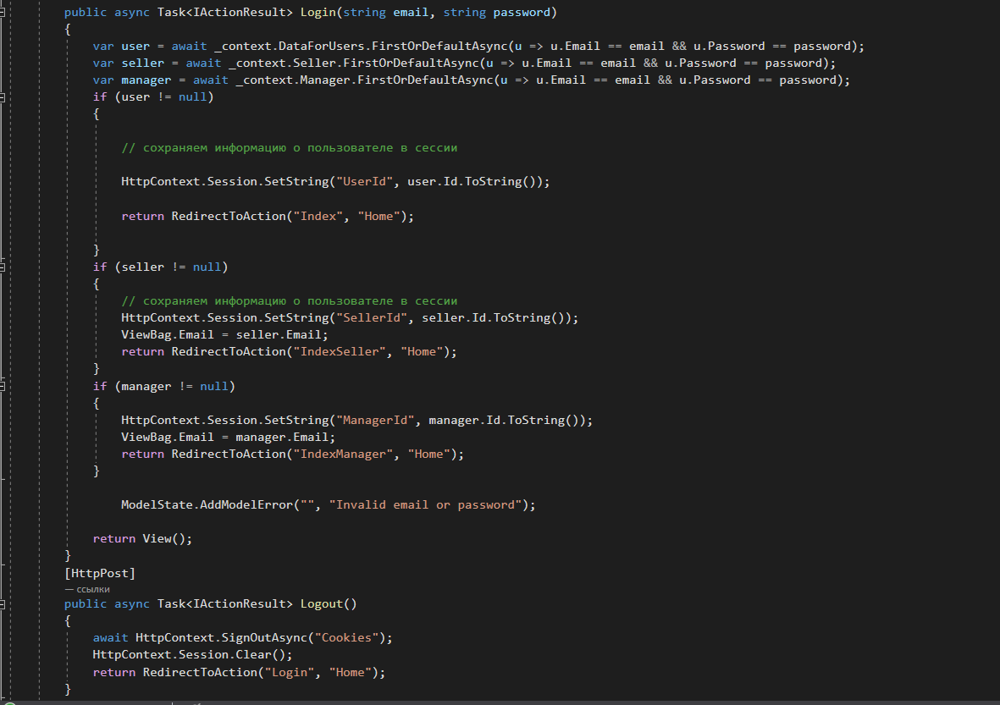 public async Task<IActionResult> Login(string email, string password)
{
var user = await _context.DataForUsers.FirstOrDefaultAsync(u => u.Email == email && u.Password == password);
var seller = await _context.Seller.FirstOrDefaultAsync(u => u.Email == email && u.Password == password);
var manager = await _context.Manager.FirstOrDefaultAsync(u => u.Email == email && u.Password == password);
if (user != null)
{
// сохраняем информацию о пользователе в сессии
HttpContext.Session.SetString("UserId", user.Id.ToString());
return RedirectToAction("Index", "Home");
}
if (seller != null)
{
// сохраняем информацию о пользователе в сессии
HttpContext.Session.SetString("SellerId", seller.Id.ToString());
ViewBag.Email = seller.Email;
return RedirectToAction("IndexSeller", "Home");
}
if (manager != null)
{
HttpContext.Session.SetString("ManagerId", manager.Id.ToString());
ViewBag.Email = manager.Email;
return RedirectToAction("IndexManager", "Home");
}
ModelState.AddModelError("", "Invalid email or password");
return View();
}
[HttpPost]
— ссылки
public async Task<IActionResult> Logout()
{
await HttpContext.SignOutAsync("Cookies");
HttpContext.Session.Clear();
return RedirectToAction("Login", "Home");
}